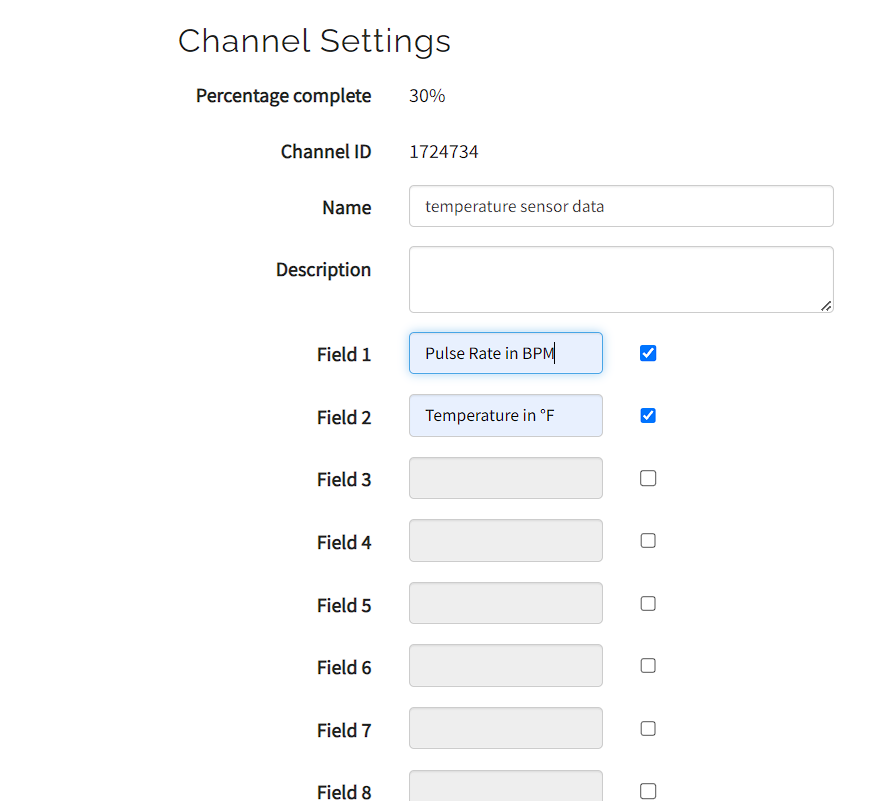 Channel Settings
Percentage complete 30%
Channel ID 1724734
Name temperature sensor data
Description
Field 1 Pulse Rate in BPM
Field 2 Temperature in °F
Field 3
Field 4
Field 5
Field 6
Field 7
Field 8